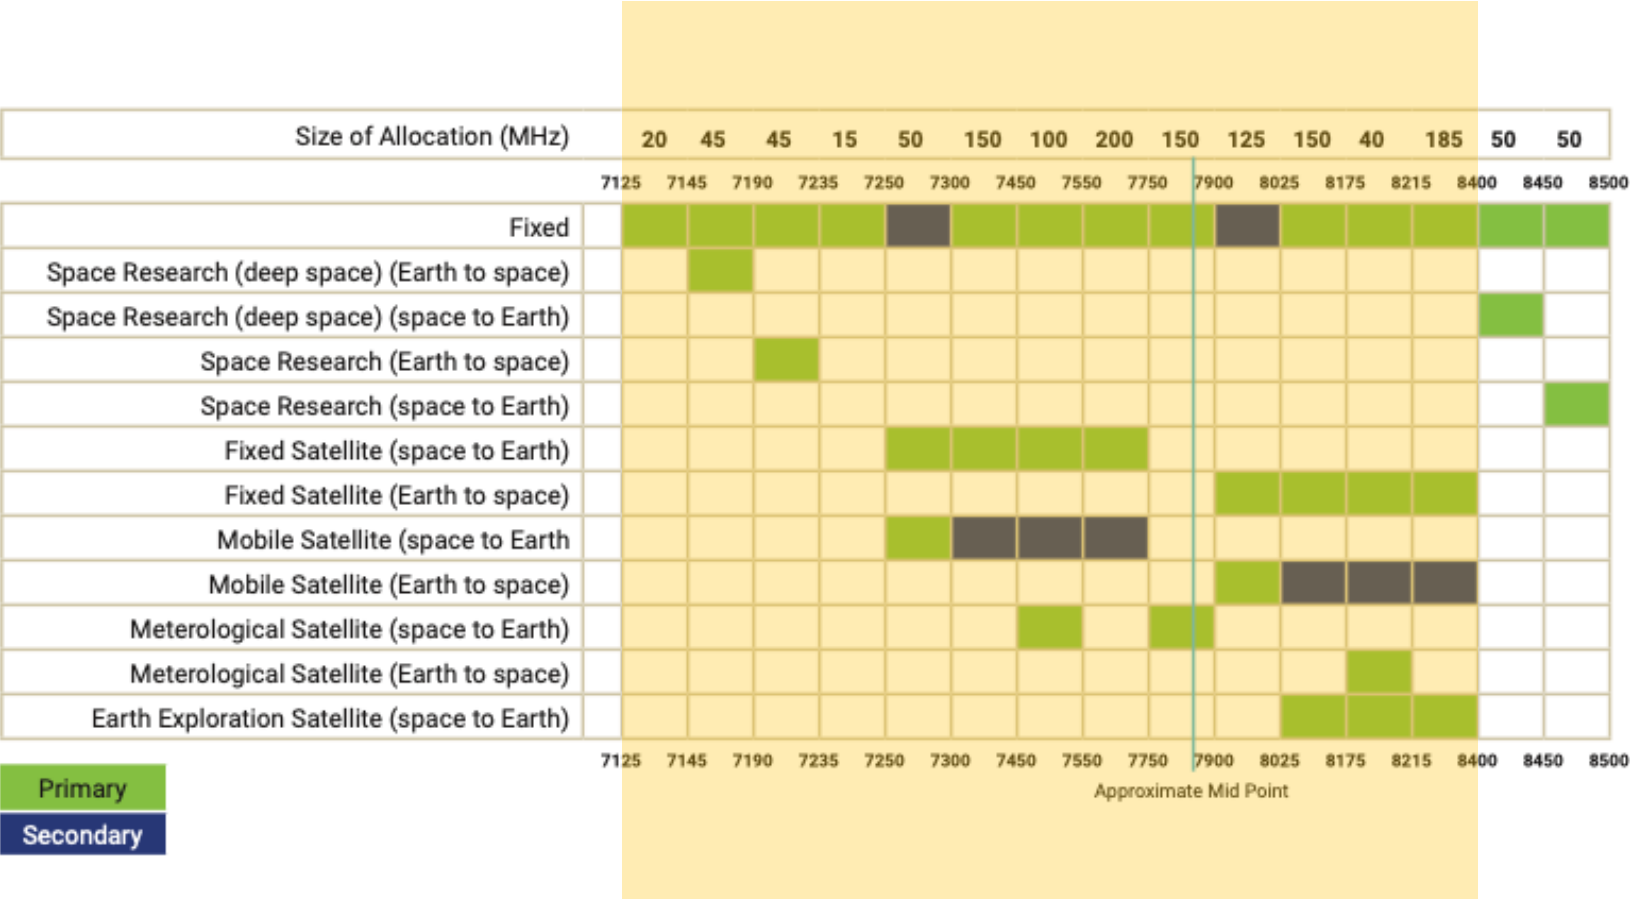 Size of Allocation (MHz) 20 45 45 15 50 150 100 200 150 125 150 40 185 50 50
7125 7145 7190 7235 7250 7300 7450 7550 7750 7900 8025 8175 8215 8400 8450 8500
Fixed
Space Research (deep space) (Earth to space)
Space Research (deep space) (space to Earth)
Space Research (Earth to space)
Space Research (space to Earth)
Fixed Satellite (space to Earth)
Fixed Satellite (Earth to space)
Mobile Satellite (space to Earth
Mobile Satellite (Earth to space)
Meterological Satellite (space to Earth)
Meterological Satellite (Earth to space)
Earth Exploration Satellite (space to Earth)
7125 7145 7190 7235 7250 7300 7450 7550 7750 7900 8025 8175 8215 8400 8450 8500
Approximate Mid Point
Primary
Secondary